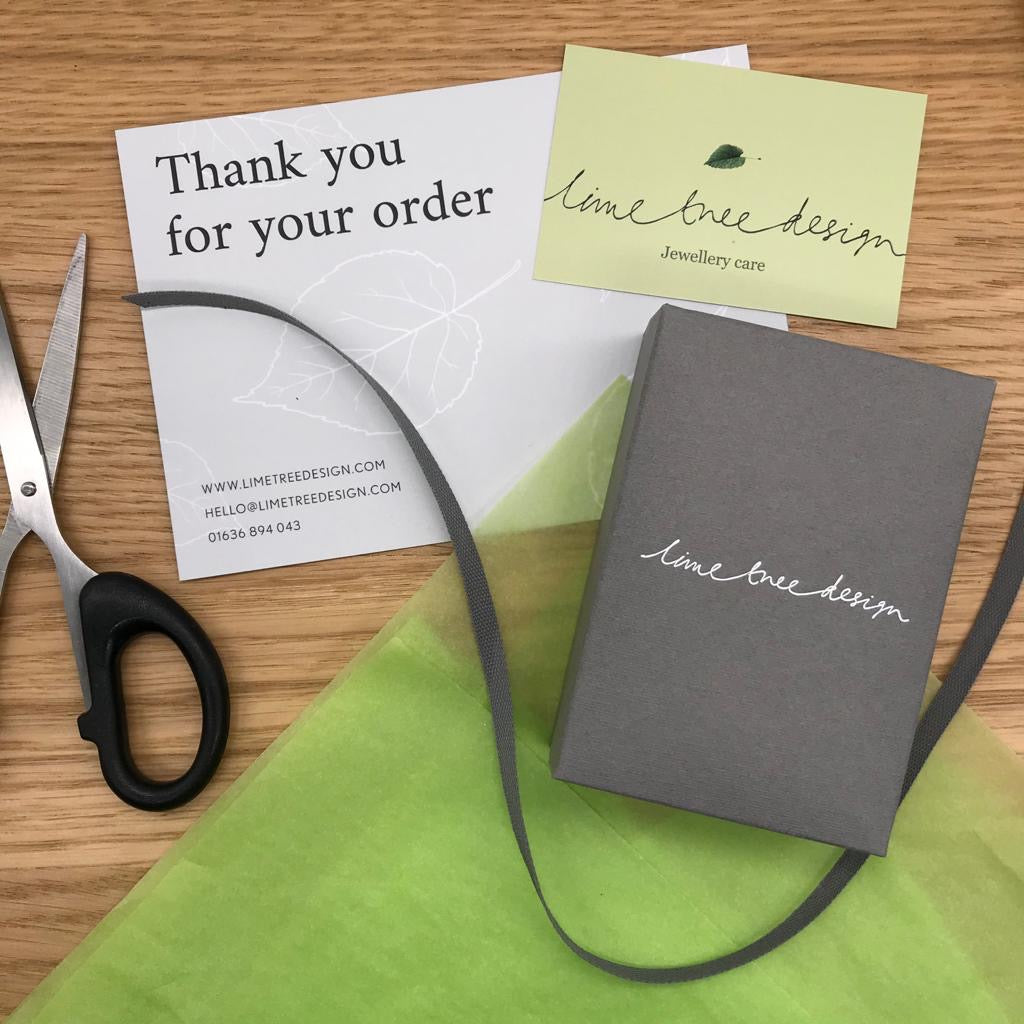 Thank you
for your order
WWW.LIMETREEDESIGN.COM
HELLO@LIMETREEDESIGN.COM
01636 894 043
lime tree design
Jewellery care
lime tree design